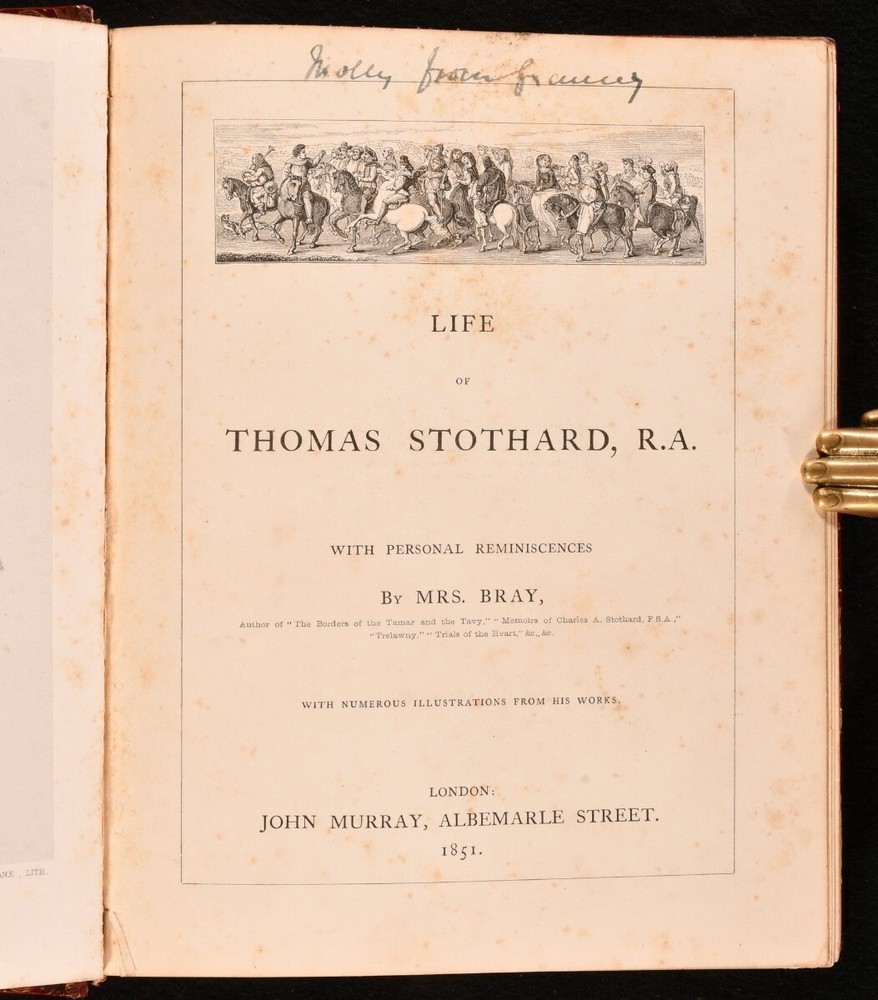 Molly from Granny
LIFE
OF
THOMAS STOTHARD, R.A.
WITH PERSONAL REMINISCENCES
By MRS. BRAY,
Author of “The Borders of the Tamar and the Tavy,” “Memoirs of Charles A. Stothard, F.S.A.,”
“Trelawny,” “Trials of the Heart,” &c., &c.
WITH NUMEROUS ILLUSTRATIONS FROM HIS WORKS.
LONDON:
JOHN MURRAY, ALBEMARLE STREET.
1851.
LITH.